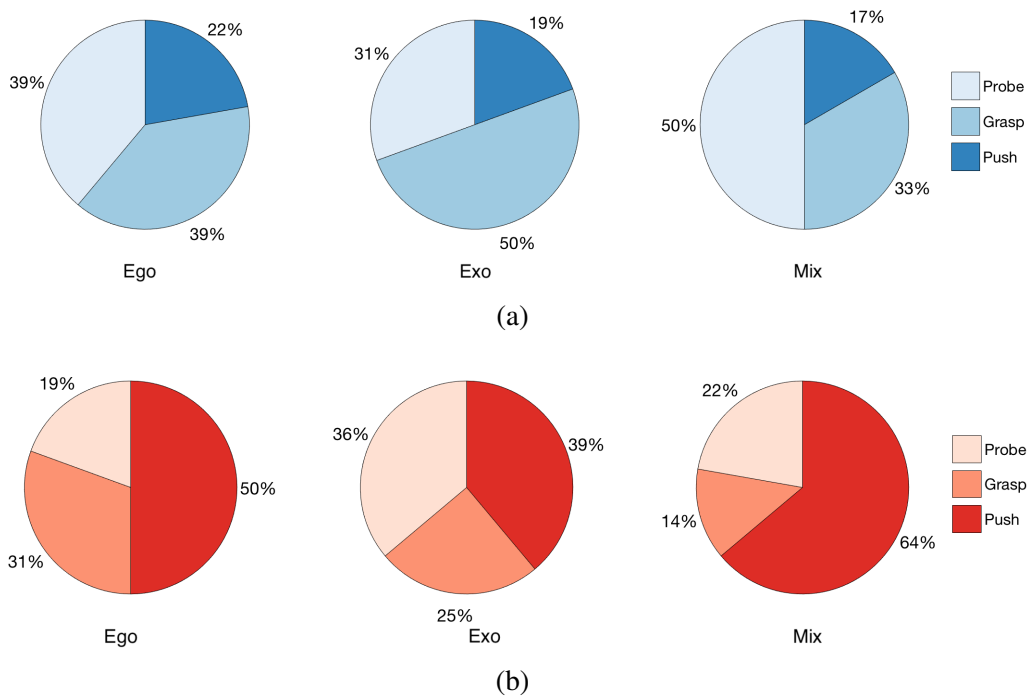 22%
39%
39%
Ego
19%
31%
50%
Exo
17%
50%
33%
Mix
Probe
Grasp
Push
(a)
19%
50%
31%
Ego
36%
39%
25%
Exo
22%
14%
64%
Mix
Probe
Grasp
Push
(b)